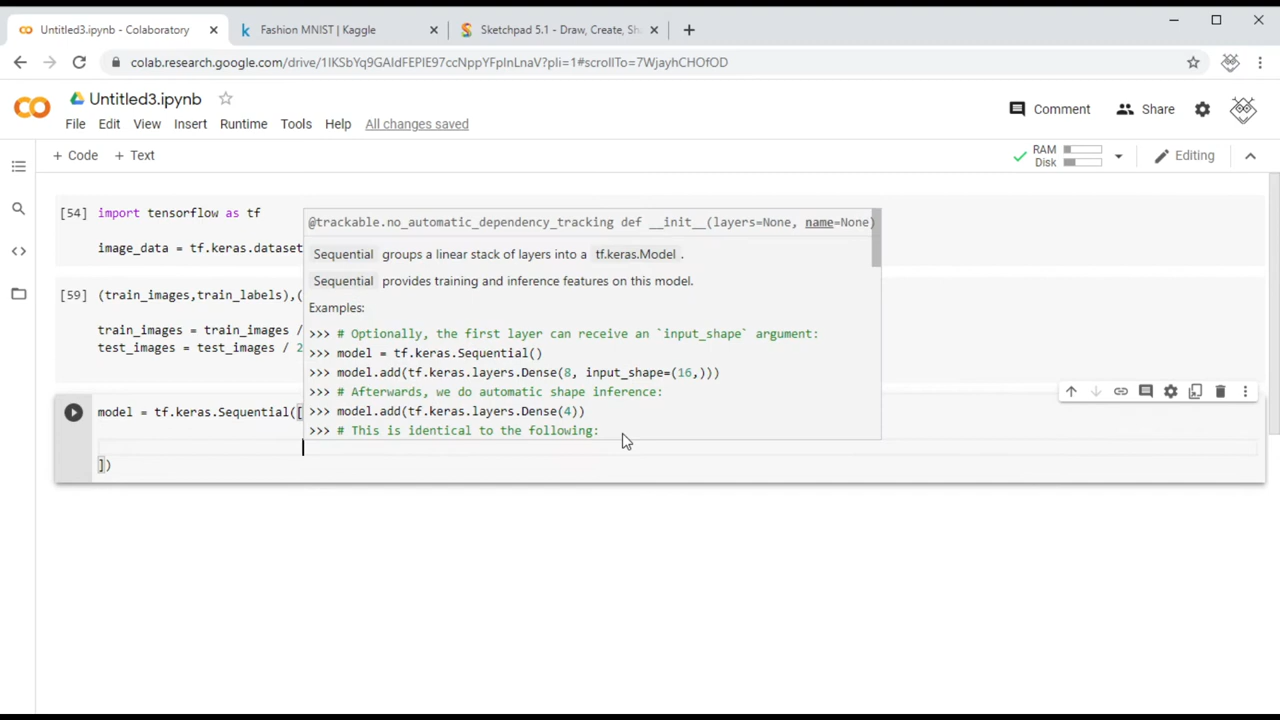 Untitled3.ipynb - Colaboratory
Fashion MNIST | Kaggle
Sketchpad 5.1 - Draw, Create, Sh
colab.research.google.com/drive/1IKSbYq9GAIdFEPIE97ccNppYFpInLnaV?pli=1#scrollTo=7WjayhCHOfOD
Untitled3.ipynb
Comment
Share
File Edit View Insert Runtime Tools Help All changes saved
+ Code + Text
RAM
Disk
Editing
[54] import tensorflow as tf
image_data = tf.keras.dataset
[59] (train_images,train_labels),(
train_images = train_images /
test_images = test_images / 2
@trackable.no_automatic_dependency_tracking def __init__(layers=None, name=None)
Sequential groups a linear stack of layers into a tf.keras.Model .
Sequential provides training and inference features on this model.
Examples:
>>> # Optionally, the first layer can receive an `input_shape` argument:
>>> model = tf.keras.Sequential()
>>> model.add(tf.keras.layers.Dense(8, input_shape=(16,)))
>>> # Afterwards, we do automatic shape inference:
>>> model.add(tf.keras.layers.Dense(4))
>>> # This is identical to the following:
model = tf.keras.Sequential([
])